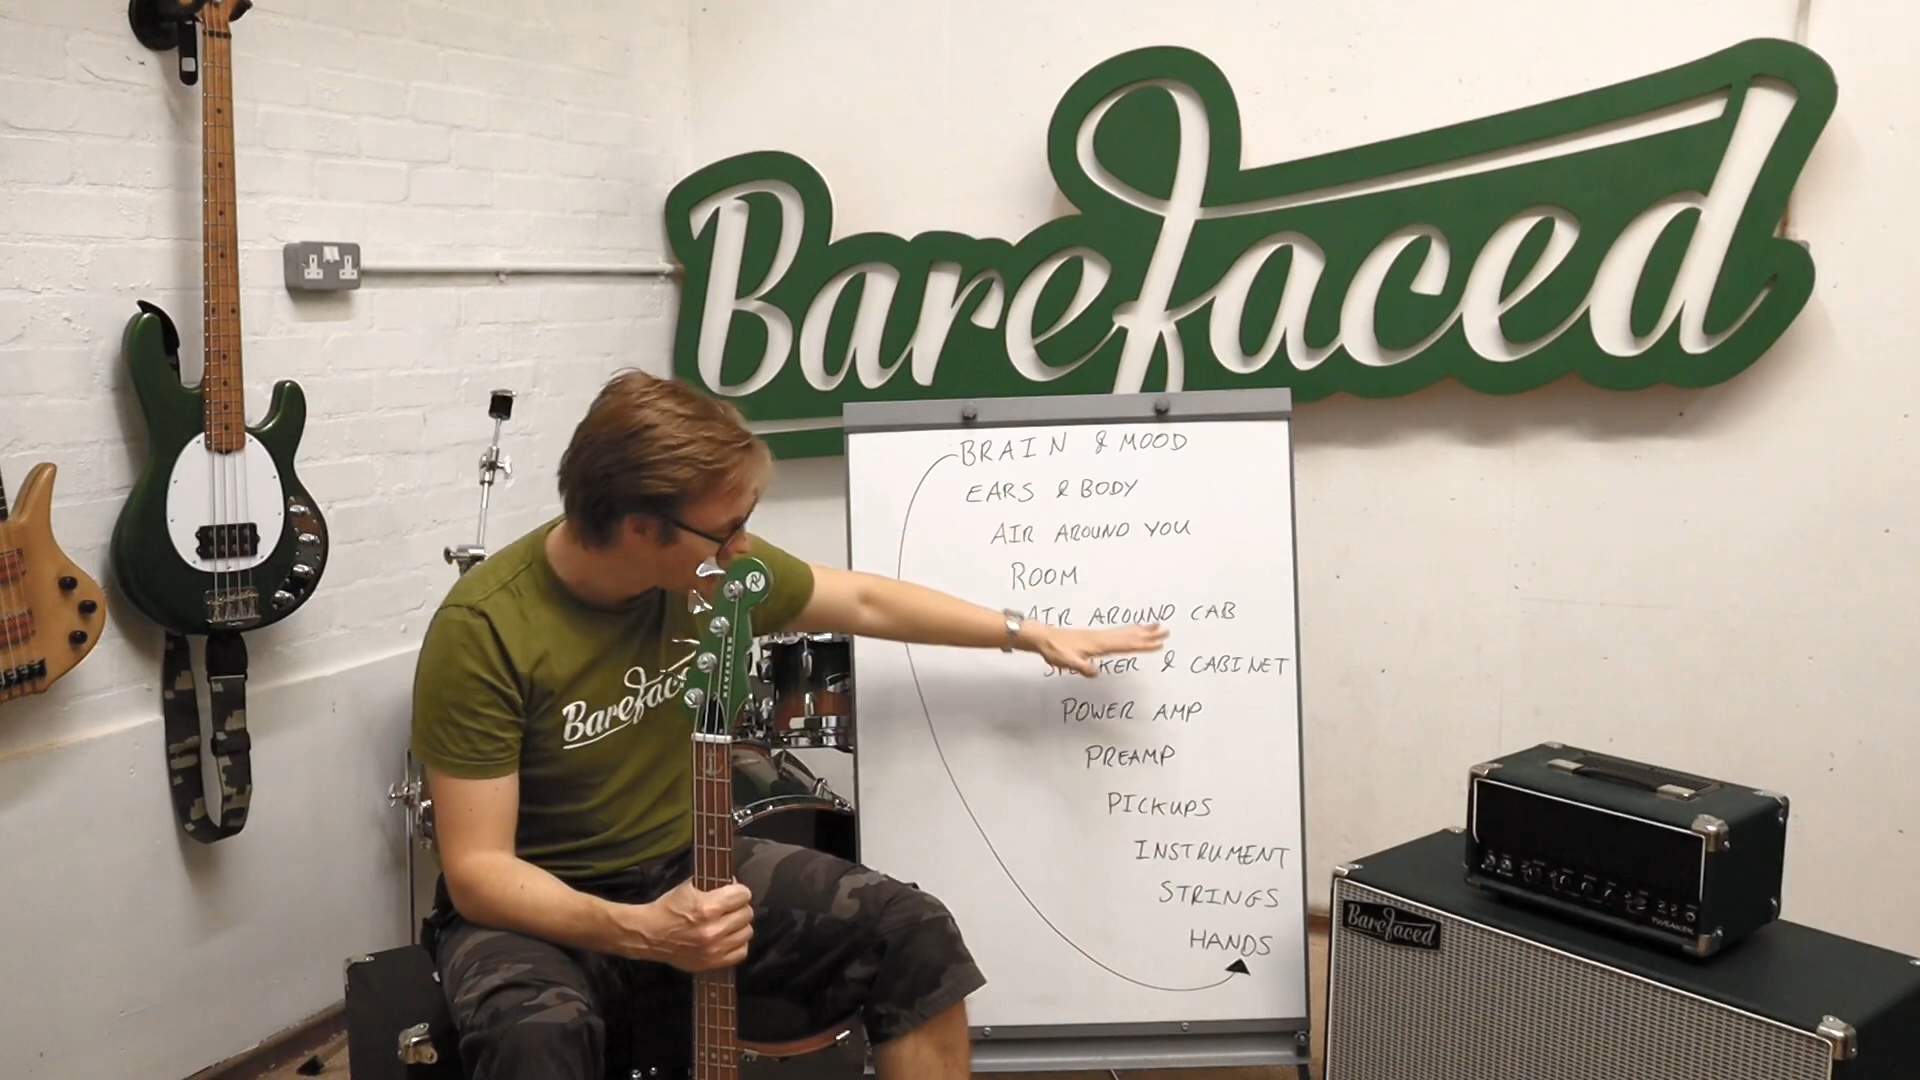 Barefaced
BRAIN & MOOD
EARS & BODY
AIR AROUND YOU
ROOM
AIR AROUND CAB
& CABINET
POWER AMP
PREAMP
PICKUPS
INSTRUMENT
STRINGS
HANDS
Barefaced
TWEAKER
Barefaced